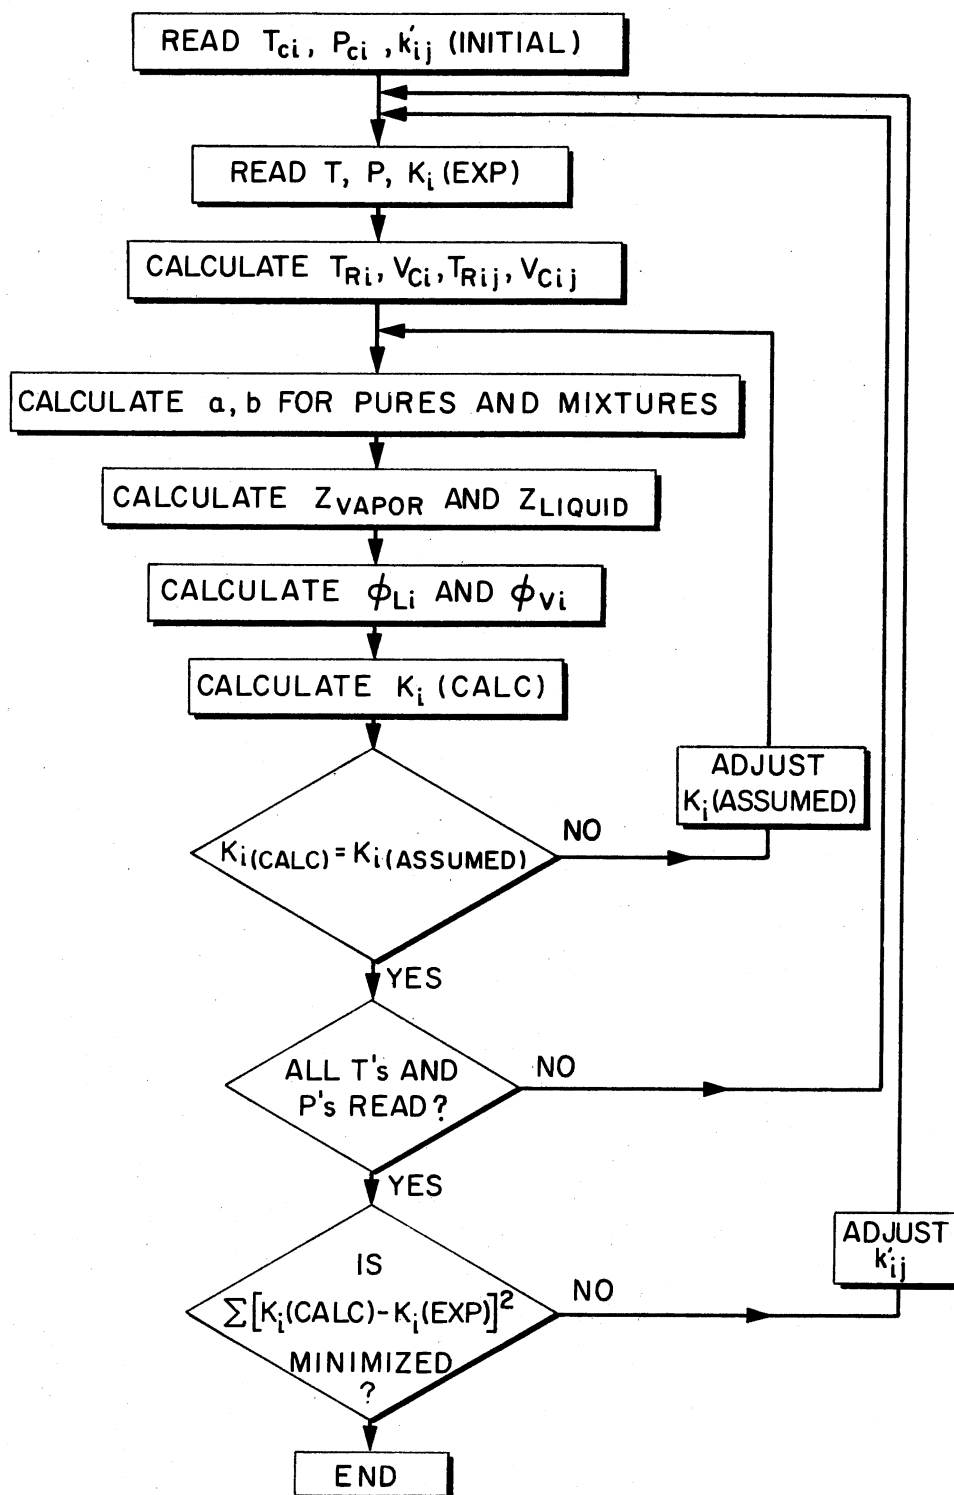 READ Tci, Pci, k'ij (INITIAL)
READ T, P, Ki (EXP)
CALCULATE TRi, VCi, TRij, VCij
CALCULATE a, b FOR PURES AND MIXTURES
CALCULATE ZVAPOR AND ZLIQUID
CALCULATE ϕLi AND ϕVi
CALCULATE Ki (CALC)
ADJUST
Ki (ASSUMED)
Ki(CALC) = Ki(ASSUMED)
NO
YES
ALL T's AND
P's READ?
NO
YES
ADJUST
k'ij
IS
Σ[Ki(CALC)-Ki(EXP)]²
MINIMIZED
?
NO
END